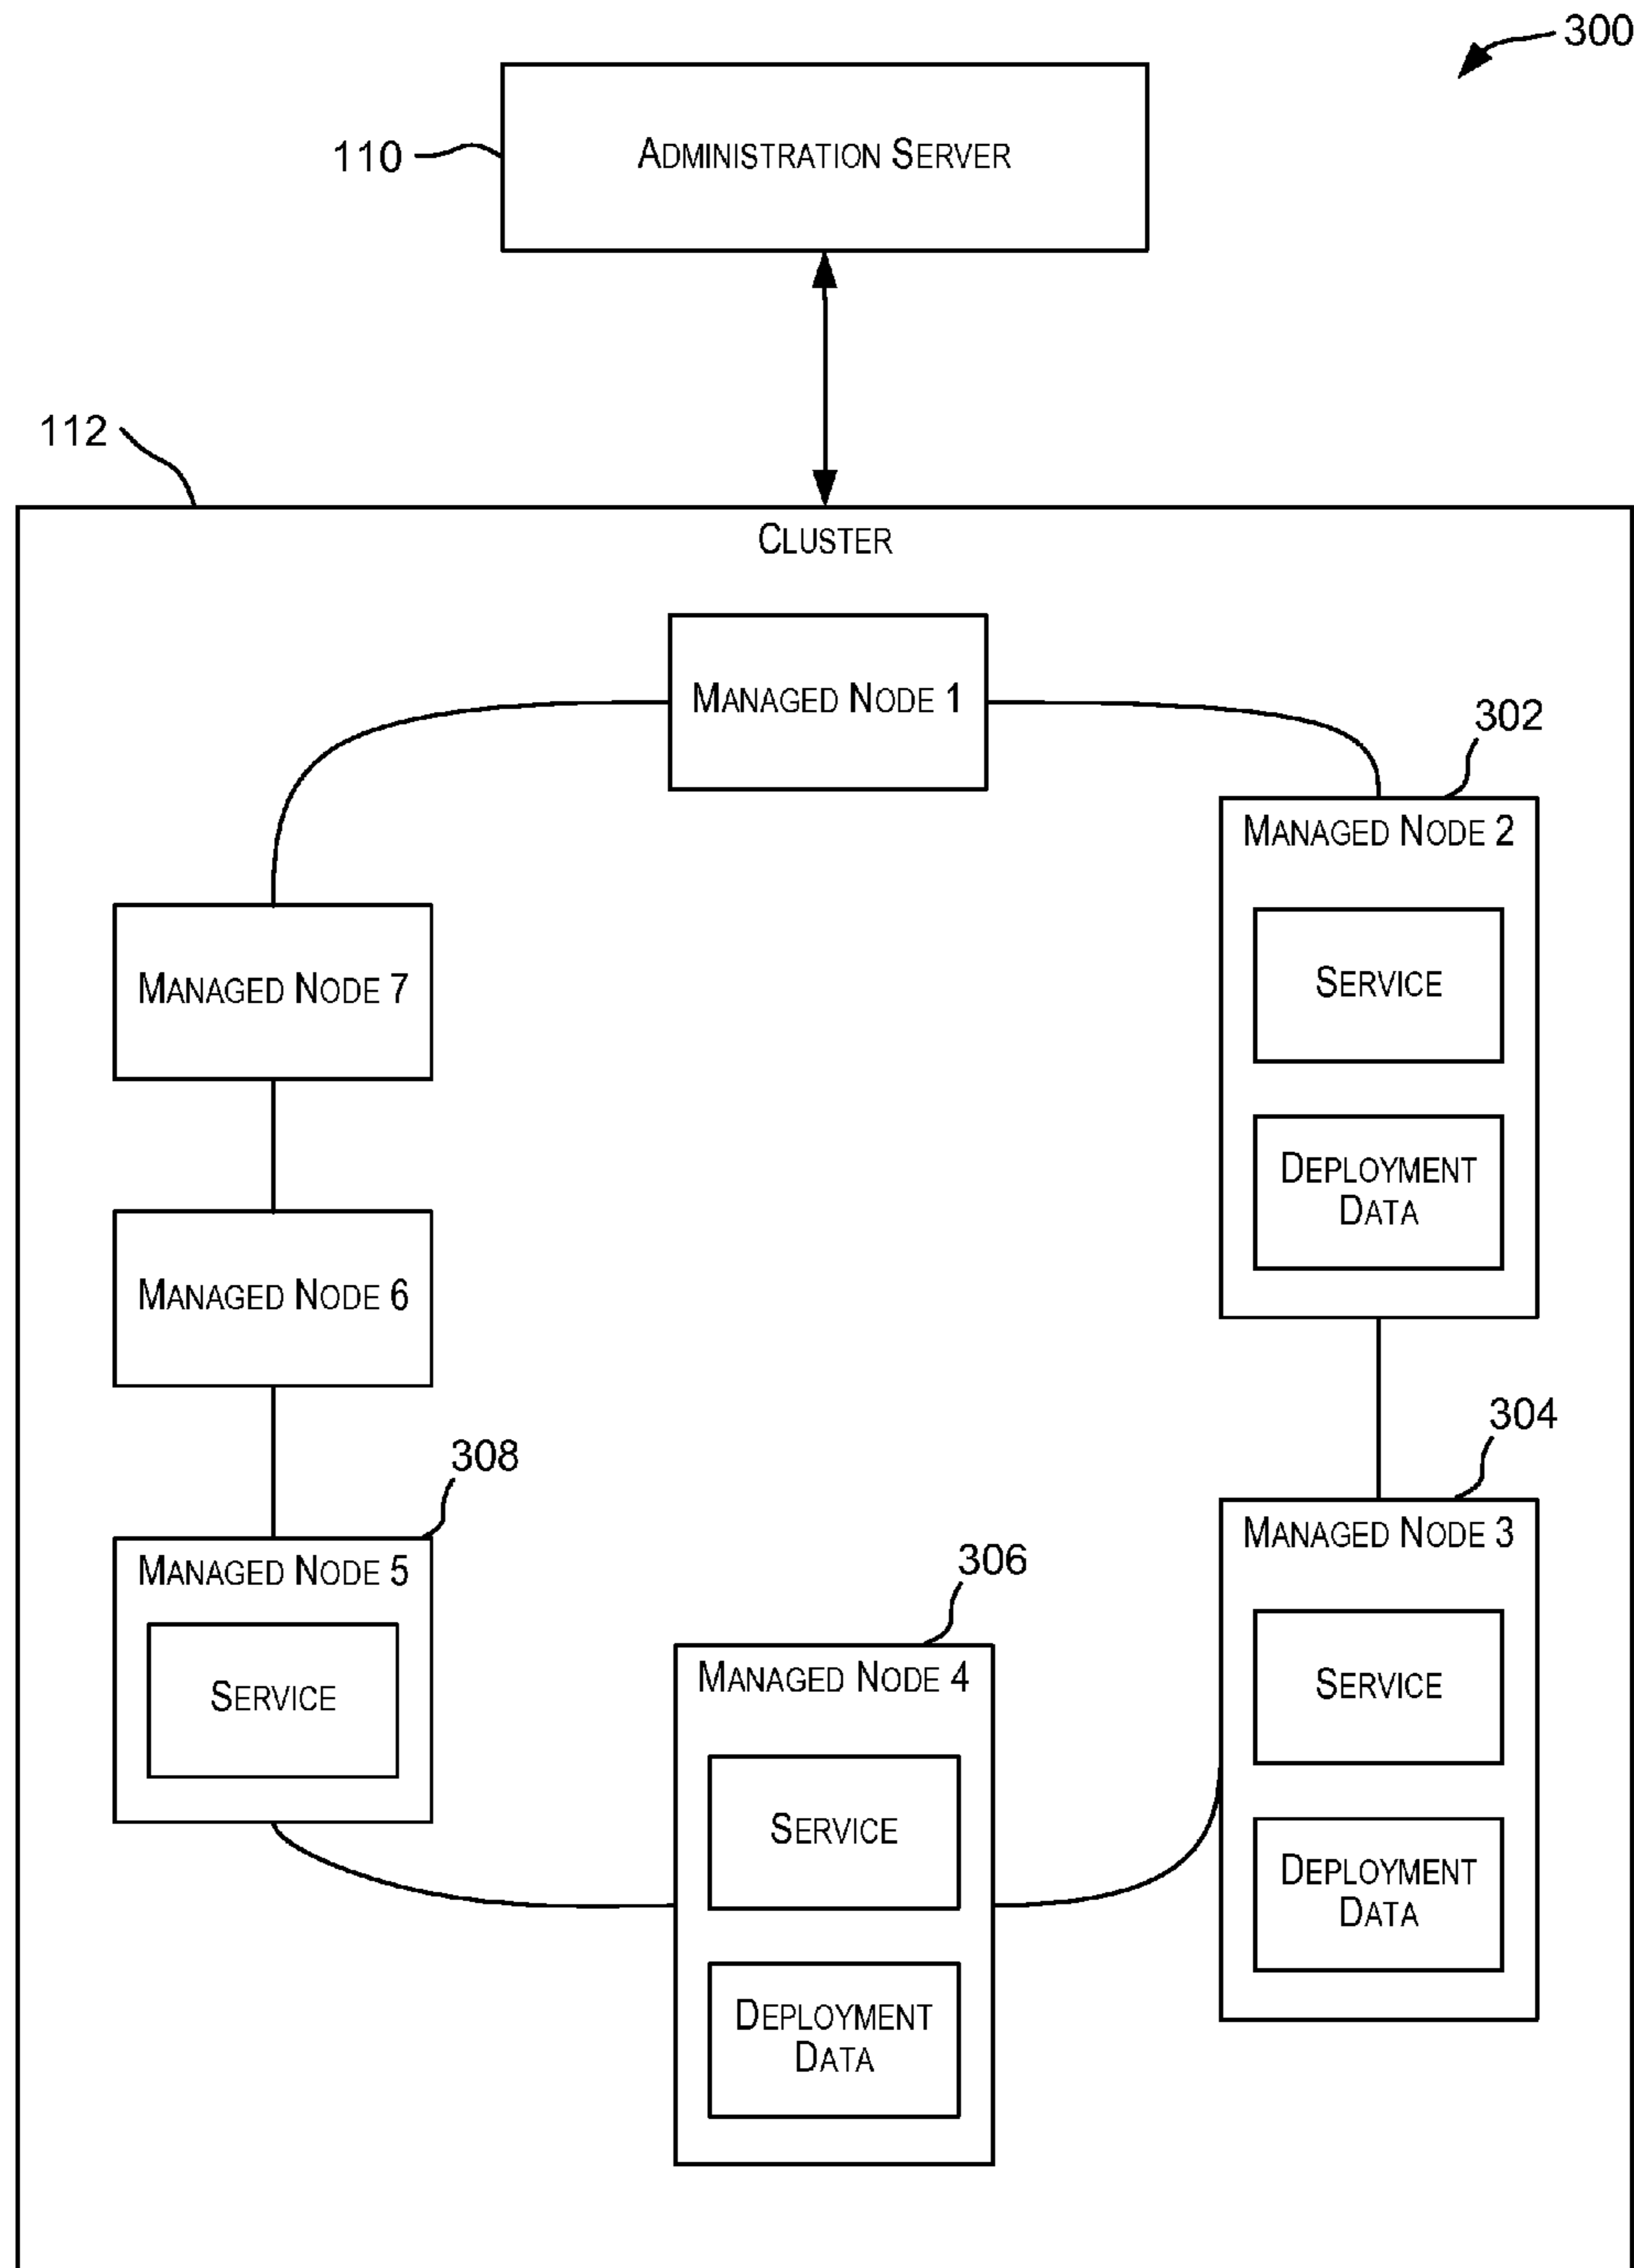 300
110
ADMINISTRATION SERVER
112
CLUSTER
MANAGED NODE 1
302
MANAGED NODE 2
SERVICE
DEPLOYMENT
DATA
MANAGED NODE 7
MANAGED NODE 6
304
MANAGED NODE 3
SERVICE
DEPLOYMENT
DATA
308
MANAGED NODE 5
SERVICE
306
MANAGED NODE 4
SERVICE
DEPLOYMENT
DATA